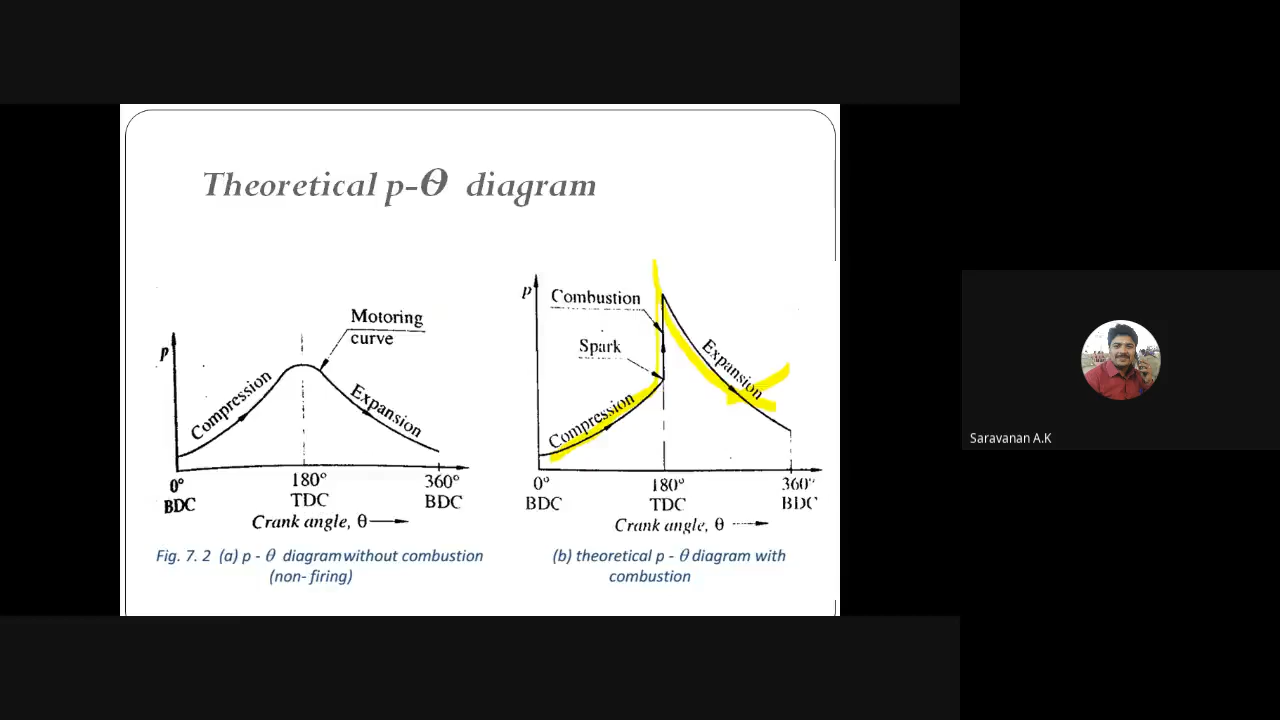 Theoretical p-Θ diagram
p
Compression
Motoring
curve
Expansion
0°
BDC
180°
TDC
360°
BDC
Crank angle, θ
Fig. 7. 2 (a) p - θ diagram without combustion
(non- firing)
p
Combustion
Spark
Compression
Expansion
0°
BDC
180°
TDC
360°
BDC
Crank angle, θ
(b) theoretical p - θ diagram with
combustion
Saravanan A.K